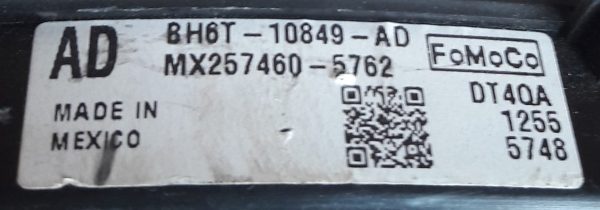 AD
BH6T-10849-AD
MX257460-5762
FoMoCo
MADE IN
MEXICO
DT4QA
1255
5748